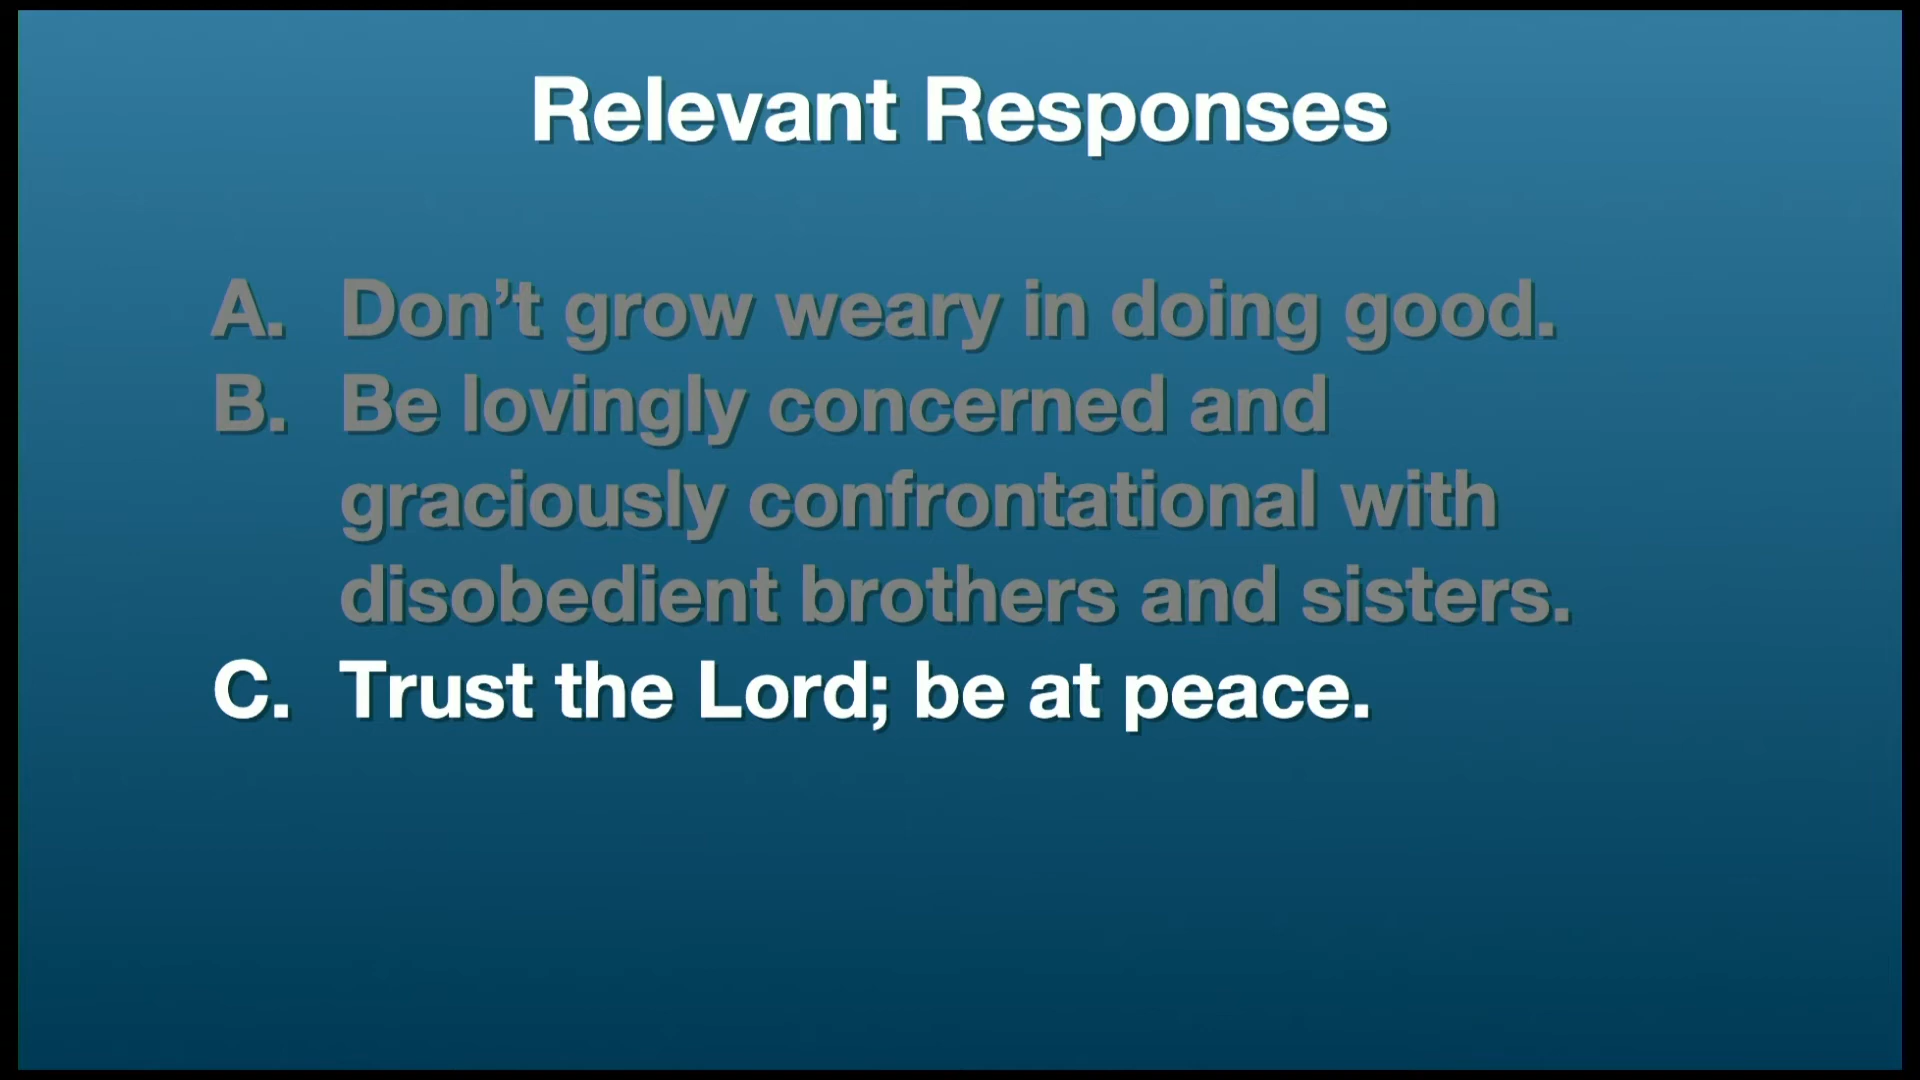 Relevant Responses
A. Don’t grow weary in doing good.
B. Be lovingly concerned and
graciously confrontational with
disobedient brothers and sisters.
C. Trust the Lord; be at peace.